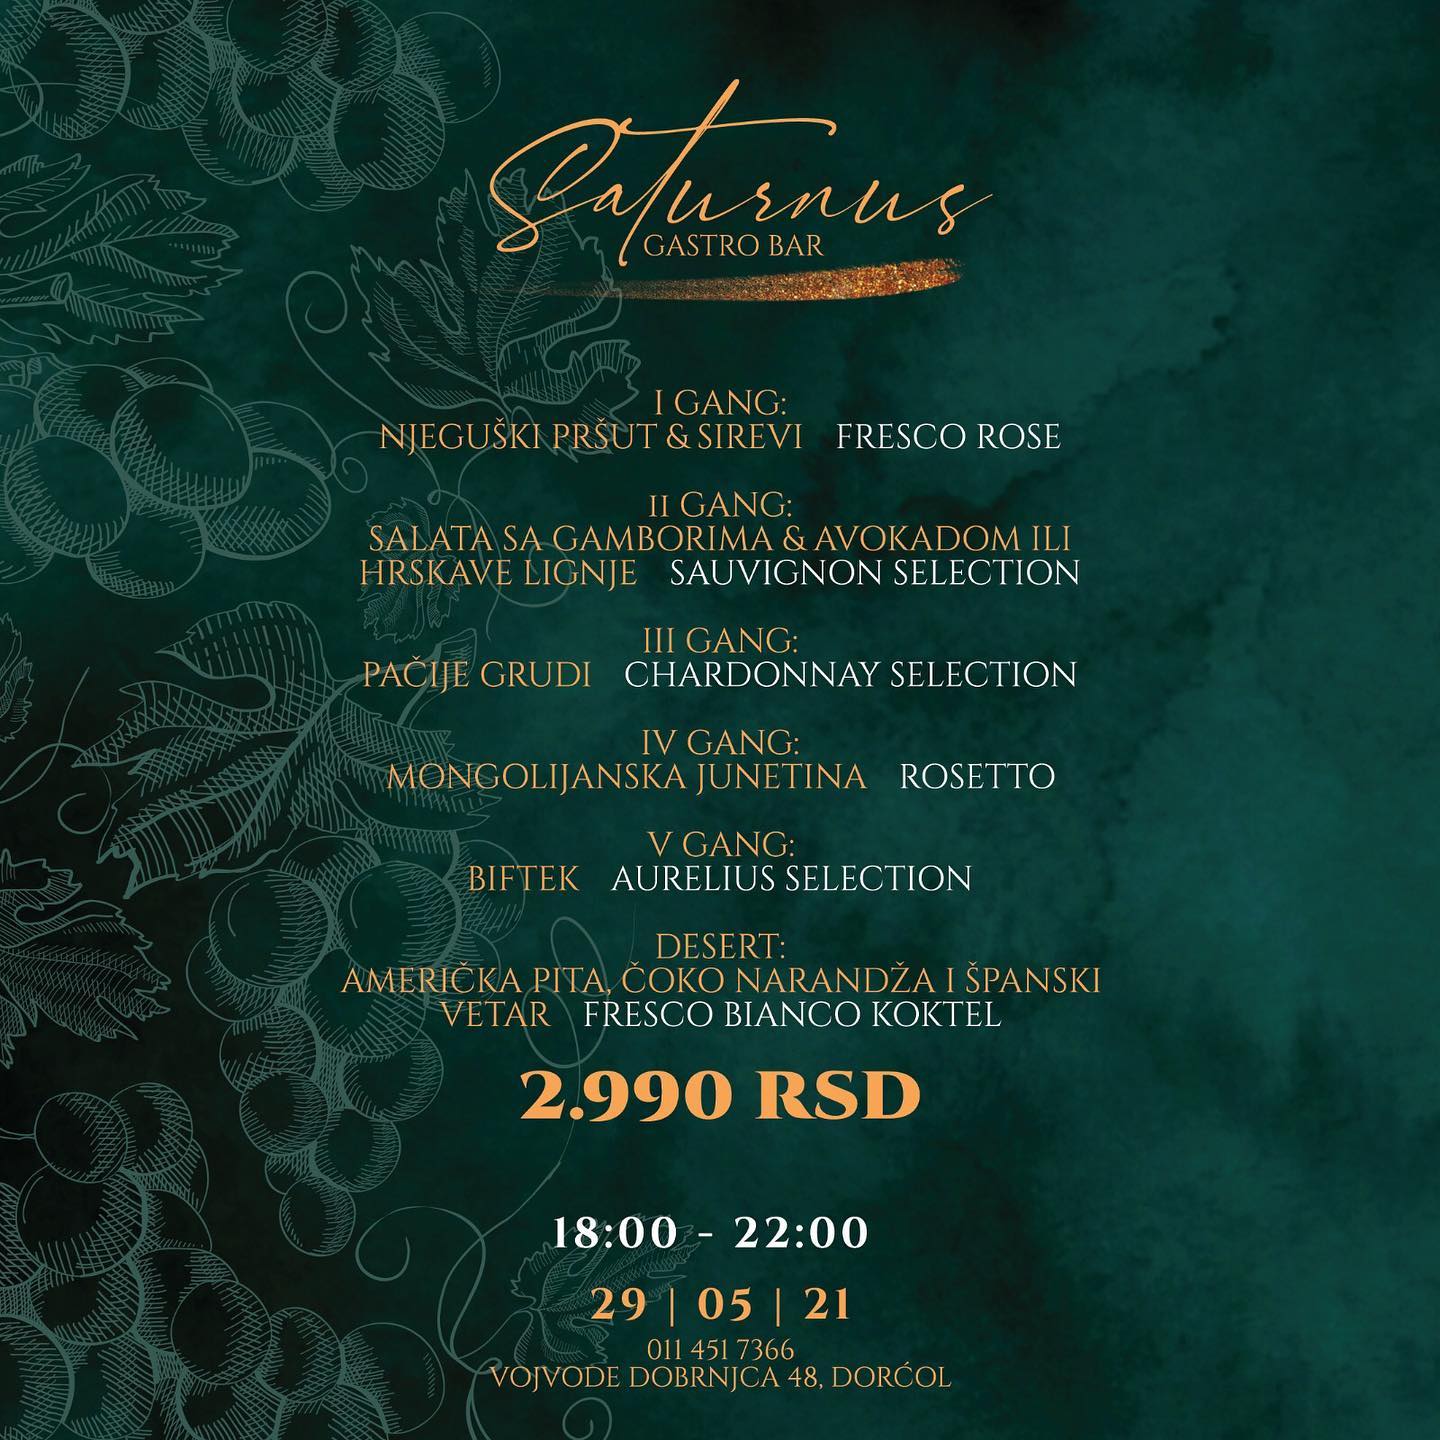 Saturnus
GASTRO BAR
I GANG:
NJEGUŠKI PRŠUT & SIREVI FRESCO ROSE
II GANG:
SALATA SA GAMBORIMA & AVOKADOM ILI
HRSKAVE LIGNJE SAUVIGNON SELECTION
III GANG:
PAČIJE GRUDI CHARDONNAY SELECTION
IV GANG:
MONGOLIJANSKA JUNETINA ROSETTO
V GANG:
BIFTEK AURELIUS SELECTION
DESERT:
AMERIČKA PITA, ČOKO NARANDŽA I ŠPANSKI
VETAR FRESCO BIANCO KOKTEL
2.990 RSD
18:00 - 22:00
29 | 05 | 21
011 451 7366
VOJVODE DOBRNJCA 48, DORĆOL